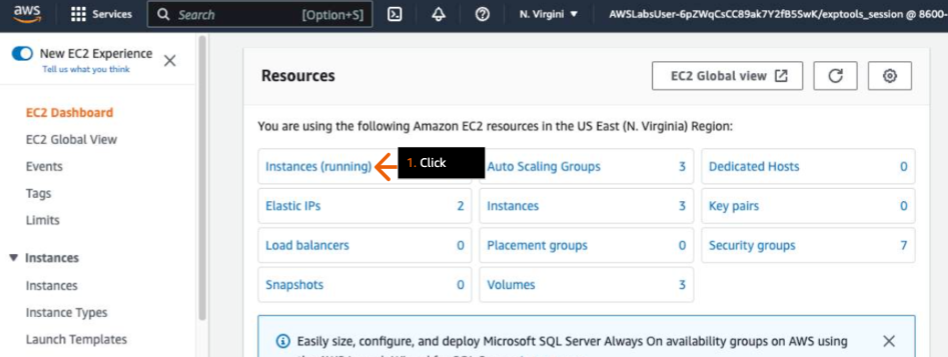 aws
Services
Search [Option+S]
N. Virgini
AWSLabsUser-6pZWqCsCC89ak7Y2fB5SwK/exptools_session @ 8600-
New EC2 Experience
Tell us what you think
EC2 Dashboard
EC2 Global View
Events
Tags
Limits
Instances
Instances
Instance Types
Launch Templates
Resources
EC2 Global view
You are using the following Amazon EC2 resources in the US East (N. Virginia) Region:
Instances (running)
1. Click
Auto Scaling Groups 3
Dedicated Hosts 0
Elastic IPs 2
Instances 3
Key pairs 0
Load balancers 0
Placement groups 0
Security groups 7
Snapshots 0
Volumes 3
Easily size, configure, and deploy Microsoft SQL Server Always On availability groups on AWS using